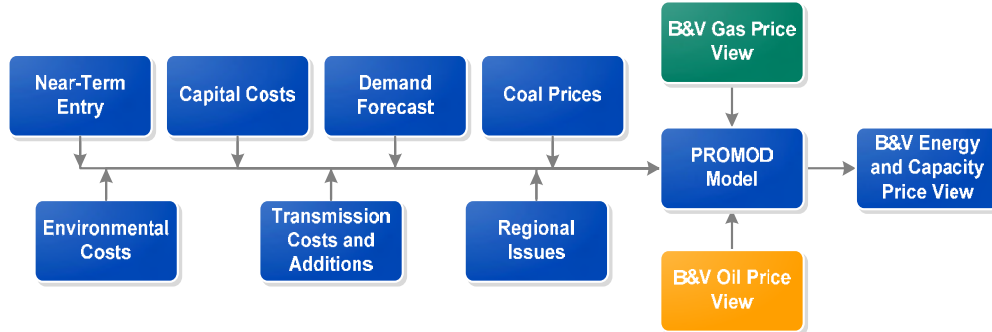 B&V Gas Price
View
Near-Term
Entry
Capital Costs
Demand
Forecast
Coal Prices
PROMOD
Model
B&V Energy
and Capacity
Price View
Environmental
Costs
Transmission
Costs and
Additions
Regional
Issues
B&V Oil Price
View